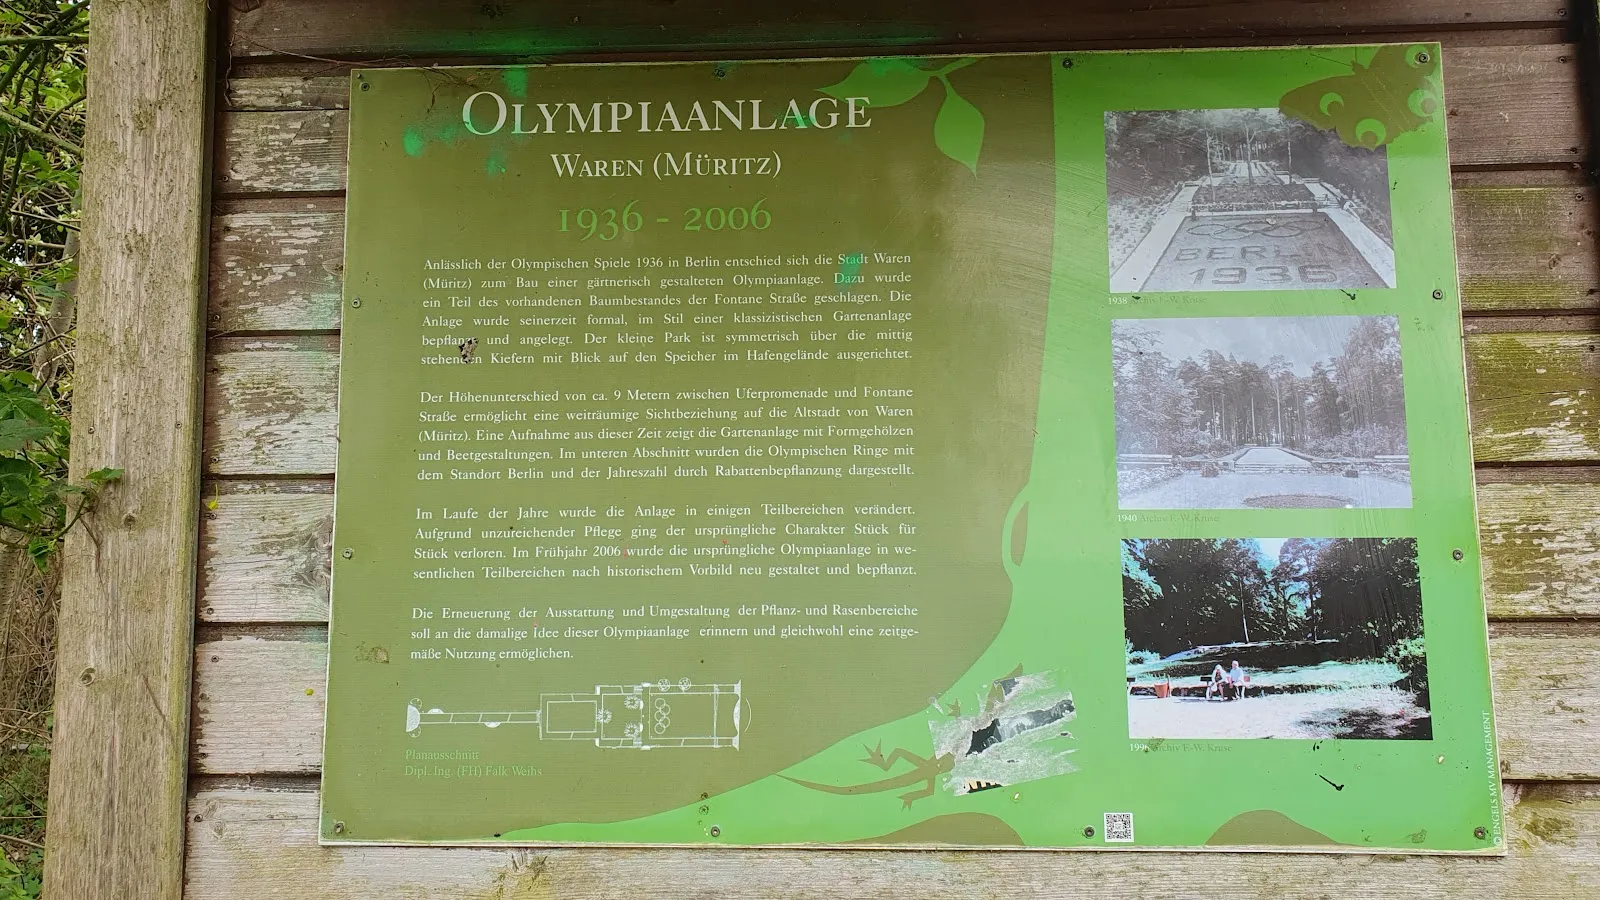 OLYMPIAANLAGE
WAREN (MÜRITZ)
1936 - 2006
Anlässlich der Olympischen Spiele 1936 in Berlin entschied sich die Stadt Waren
(Müritz) zum Bau einer gärtnerisch gestalteten Olympiaanlage. Dazu wurde
ein Teil des vorhandenen Baumbestandes der Fontane Straße geschlagen. Die
Anlage wurde seinerzeit formal, im Stil einer klassizistischen Gartenanlage
bepflanzt und angelegt. Der kleine Park ist symmetrisch über die mittig
stehenden Kiefern mit Blick auf den Speicher im Hafengelände ausgerichtet.
Der Höhenunterschied von ca. 9 Metern zwischen Uferpromenade und Fontane
Straße ermöglicht eine weiträumige Sichtbeziehung auf die Altstadt von Waren
(Müritz). Eine Aufnahme aus dieser Zeit zeigt die Gartenanlage mit Formgehölzen
und Beetgestaltungen. Im unteren Abschnitt wurden die Olympischen Ringe mit
dem Standort Berlin und der Jahreszahl durch Rabattenbepflanzung dargestellt.
Im Laufe der Jahre wurde die Anlage in einigen Teilbereichen verändert.
Aufgrund unzureichender Pflege ging der ursprüngliche Charakter Stück für
Stück verloren. Im Frühjahr 2006 wurde die ursprüngliche Olympiaanlage in we-
sentlichen Teilbereichen nach historischem Vorbild neu gestaltet und bepflanzt.
Die Erneuerung der Ausstattung und Umgestaltung der Pflanz- und Rasenbereiche
soll an die damalige Idee dieser Olympiaanlage erinnern und gleichwohl eine zeitge-
mäße Nutzung ermöglichen.
Planausschnitt
Dipl. Ing. (FH) Falk Weihs
BERLIN
1936
1938 Archiv F.-W. Kruse
1940 Archiv F.-W. Kruse
1996 Archiv F.-W. Kruse
© ENGELS MV MANAGEMENT